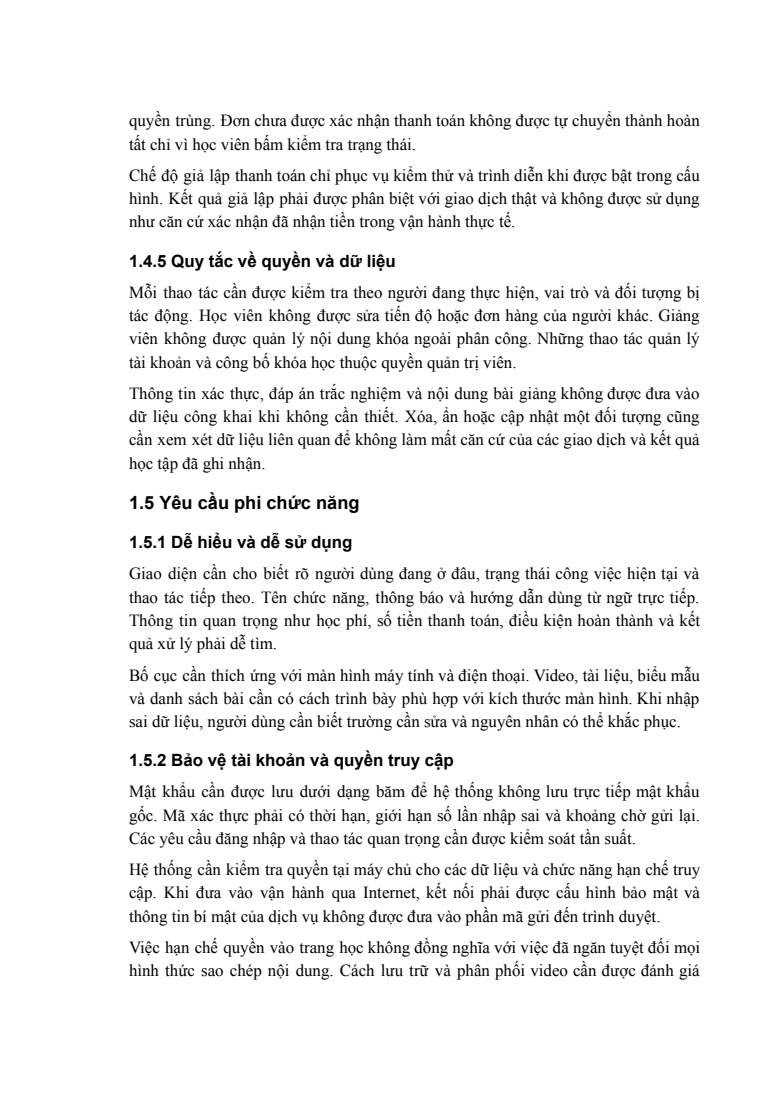 quyền trùng. Đơn chưa được xác nhận thanh toán không được tự chuyển thành hoàn
tất chỉ vì học viên bấm kiểm tra trạng thái.
Chế độ giả lập thanh toán chỉ phục vụ kiểm thử và trình diễn khi được bật trong cấu
hình. Kết quả giả lập phải được phân biệt với giao dịch thật và không được sử dụng
như căn cứ xác nhận đã nhận tiền trong vận hành thực tế.
1.4.5 Quy tắc về quyền và dữ liệu
Mỗi thao tác cần được kiểm tra theo người đang thực hiện, vai trò và đối tượng bị
tác động. Học viên không được sửa tiến độ hoặc đơn hàng của người khác. Giảng
viên không được quản lý nội dung khóa ngoài phân công. Những thao tác quản lý
tài khoản và công bố khóa học thuộc quyền quản trị viên.
Thông tin xác thực, đáp án trắc nghiệm và nội dung bài giảng không được đưa vào
dữ liệu công khai khi không cần thiết. Xóa, ẩn hoặc cập nhật một đối tượng cũng
cần xem xét dữ liệu liên quan để không làm mất căn cứ của các giao dịch và kết quả
học tập đã ghi nhận.
1.5 Yêu cầu phi chức năng
1.5.1 Dễ hiểu và dễ sử dụng
Giao diện cần cho biết rõ người dùng đang ở đâu, trạng thái công việc hiện tại và
thao tác tiếp theo. Tên chức năng, thông báo và hướng dẫn dùng từ ngữ trực tiếp.
Thông tin quan trọng như học phí, số tiền thanh toán, điều kiện hoàn thành và kết
quả xử lý phải dễ tìm.
Bố cục cần thích ứng với màn hình máy tính và điện thoại. Video, tài liệu, biểu mẫu
và danh sách bài cần có cách trình bày phù hợp với kích thước màn hình. Khi nhập
sai dữ liệu, người dùng cần biết trường cần sửa và nguyên nhân có thể khắc phục.
1.5.2 Bảo vệ tài khoản và quyền truy cập
Mật khẩu cần được lưu dưới dạng băm để hệ thống không lưu trực tiếp mật khẩu
gốc. Mã xác thực phải có thời hạn, giới hạn số lần nhập sai và khoảng chờ gửi lại.
Các yêu cầu đăng nhập và thao tác quan trọng cần được kiểm soát tần suất.
Hệ thống cần kiểm tra quyền tại máy chủ cho các dữ liệu và chức năng hạn chế truy
cập. Khi đưa vào vận hành qua Internet, kết nối phải được cấu hình bảo mật và
thông tin bí mật của dịch vụ không được đưa vào phần mã gửi đến trình duyệt.
Việc hạn chế quyền vào trang học không đồng nghĩa với việc đã ngăn tuyệt đối mọi
hình thức sao chép nội dung. Cách lưu trữ và phân phối video cần được đánh giá